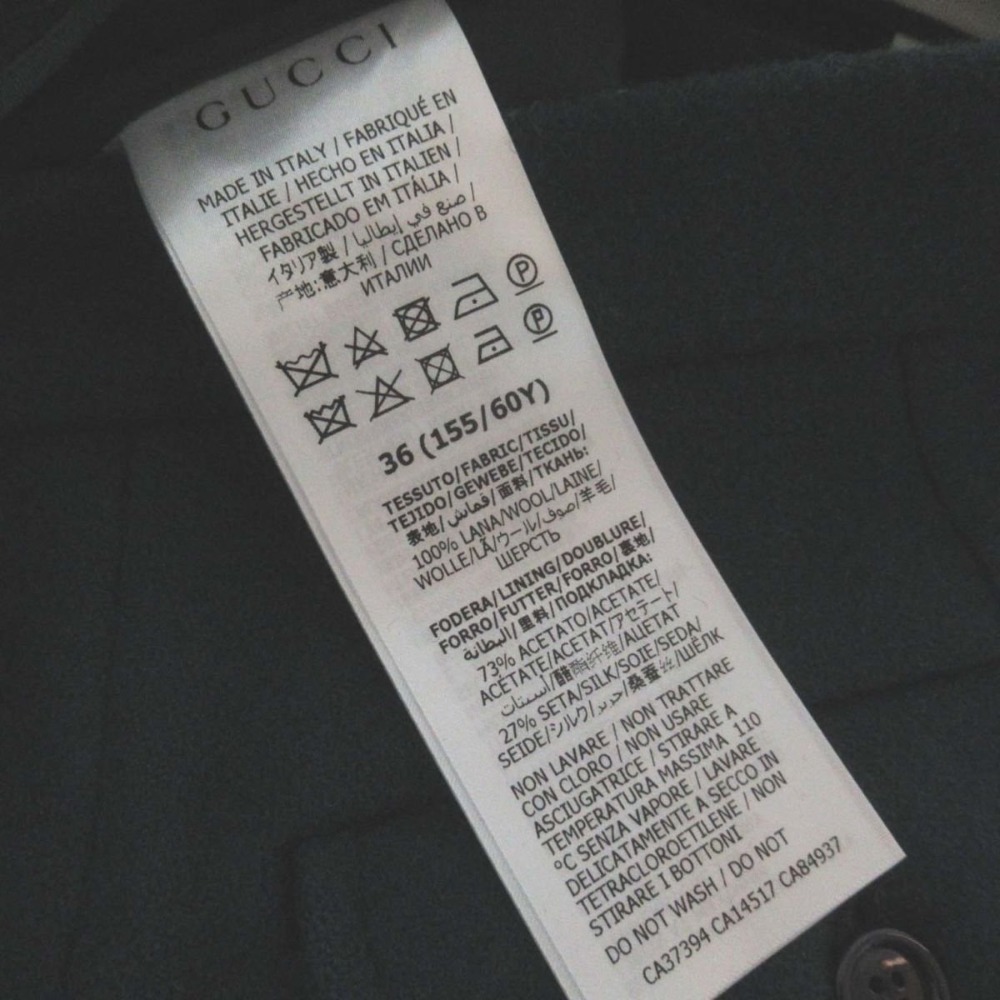 GUCCI
MADE IN ITALY / FABRIQUÉ EN
ITALIE / HECHO EN ITALIA /
HERGESTELLT IN ITALIEN /
FABRICADO EM ITÁLIA /
イタリア製 / صنع في إيطاليا /
产地:意大利 / СДЕЛАНО В
ИТАЛИИ
36 (155/60Y)
TESSUTO/FABRIC/TISSU/
TEJIDO/GEWEBE/TECIDO/
表地/قماش/面料/ТКАНЬ:
100% LANA/WOOL/LAINE/
WOLLE/LÃ/ウール/صوف/羊毛/
ШЕРСТЬ
FODERA/LINING/DOUBLURE/
FORRO/FUTTER/FORRO/裏地/
البطانة/里料/ПОДКЛАДКА:
73% ACETATO/ACETATE/
ACÉTATE/ACETAT/アセテート/
أسيتات/醋酯纤维/АЦЕТАТ
27% SETA/SILK/SOIE/SEDA/
SEIDE/シルク/حرير/桑蚕丝/ШЁЛК
NON LAVARE / NON TRATTARE
CON CLORO / NON USARE
ASCIUGATRICE / STIRARE A
TEMPERATURA MASSIMA 110
°C SENZA VAPORE / LAVARE
DELICATAMENTE A SECCO IN
TETRACLOROETILENE / NON
STIRARE I BOTTONI
DO NOT WASH / DO NOT
CA37394 CA14517 CA84937